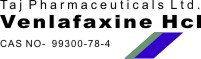 Taj Pharmaceuticals Ltd.
Venlafaxine Hcl
CAS NO- 99300-78-4